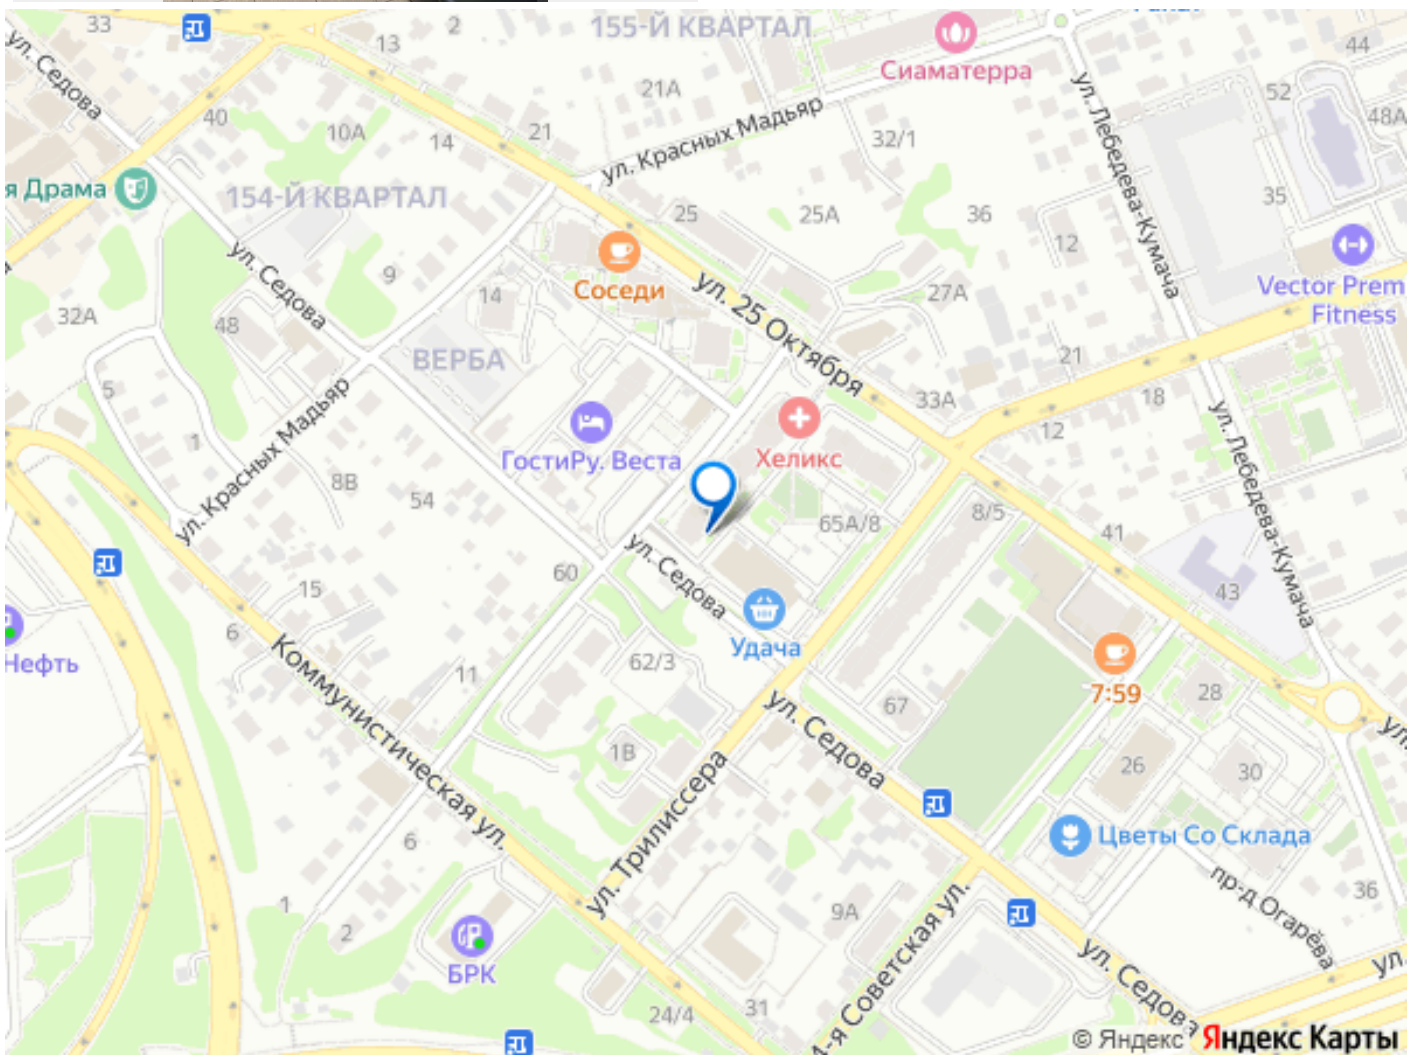 33
2
155-Й КВАРТАЛ
13
44
Сиаматерра
ул. Седова
21А
52
ул. Лебедева-Кумача
40
10А
14
21
ул. Красных Мадьяр
32/1
48А
я Драма
154-Й КВАРТАЛ
25
25А
36
35
12
ул. Седова
9
14
Соседи
ул. 25 Октября
27А
Vector Prem
Fitness
32А
48
ВЕРБА
21
5
33А
18
1
ул. Красных Мадьяр
ГостиРу. Веста
Хеликс
12
ул. Лебедева-Кумача
8В
54
65А/8
8/5
41
60
ул. Седова
15
43
6
Нефть
Удача
Коммунистическая ул.
62/3
11
7:59
28
67
ул. Седова
1В
26
30
ул. Трилиссера
6
Цветы Со Склада
пр-д Огарёва
36
1
2
9А
БРК
4-я Советская ул.
ул. Седова
ул.
24/4
31
© Яндекс Яндекс Карты